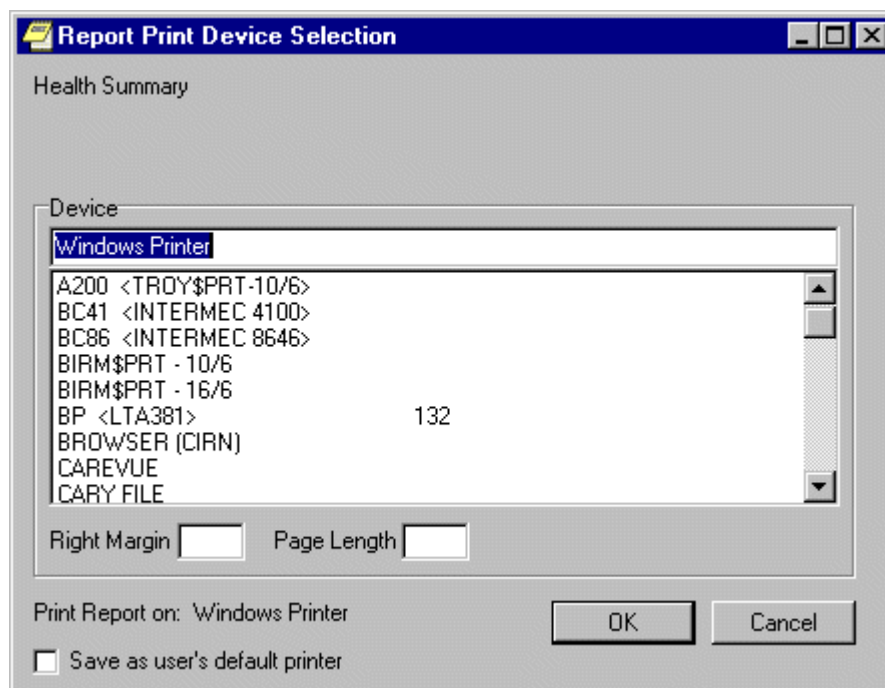 Report Print Device Selection
Health Summary
Device
Windows Printer
A200 <TROY$PRT-10/6>
BC41 <INTERMEC 4100>
BC86 <INTERMEC 8646>
BIRM$PRT - 10/6
BIRM$PRT - 16/6
BP <LTA381> 132
BROWSER (CIRN)
CAREVUE
CARY FILE
Right Margin Page Length
Print Report on: Windows Printer
OK Cancel
Save as user's default printer